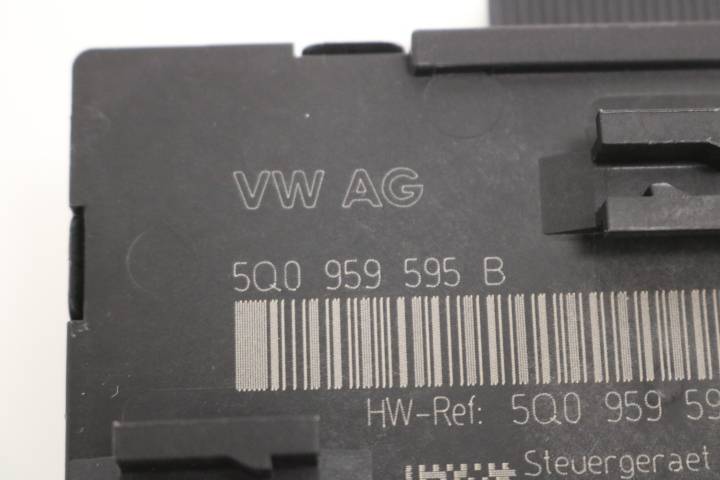 VW AG
5Q0 959 595 B
HW-Ref: 5Q0 959 59
Steuergeraet